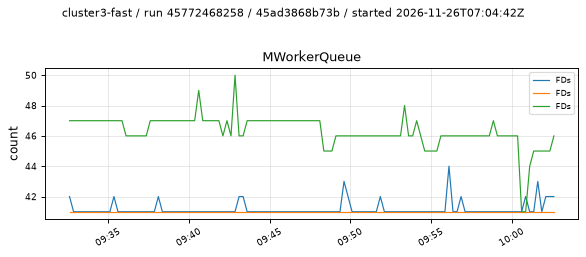 cluster3-fast / run 45772468258 / 45ad3868b73b / started 2026-11-26T07:04:42Z
MWorkerQueue
count
50
48
46
44
42
FDs
FDs
FDs
09:35
09:40
09:45
09:50
09:55
10:00